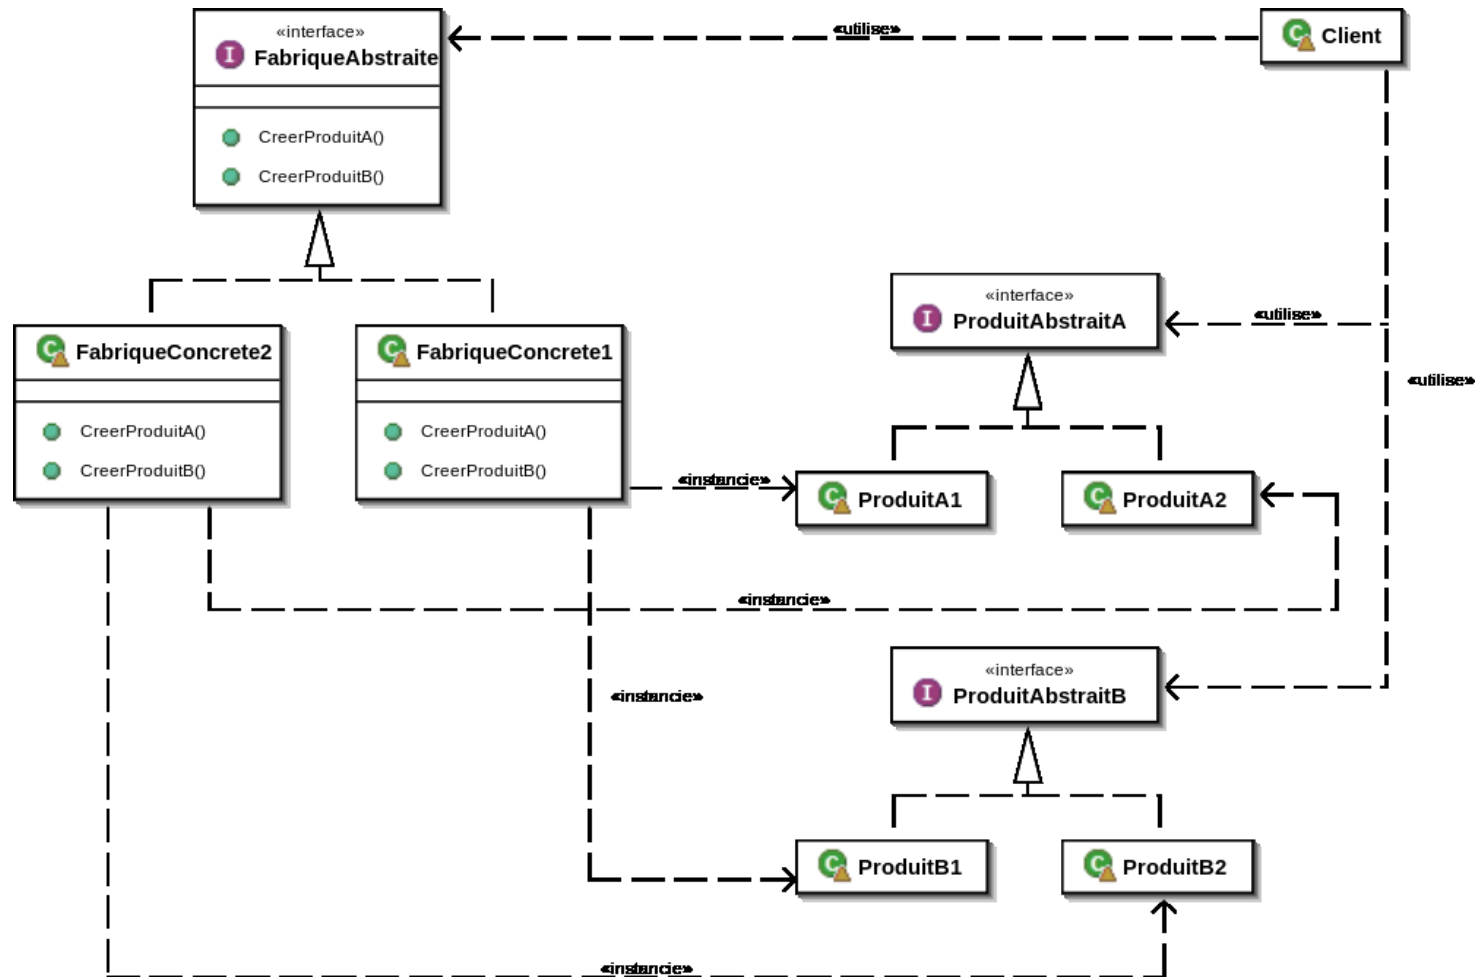 «interface»
FabriqueAbstraite
CreerProduitA()
CreerProduitB()
«utilise»
Client
«interface»
ProduitAbstraitA
«utilise»
«utilise»
FabriqueConcrete2
CreerProduitA()
CreerProduitB()
FabriqueConcrete1
CreerProduitA()
CreerProduitB()
«instancie»
ProduitA1
ProduitA2
«instancie»
«interface»
ProduitAbstraitB
«instancie»
ProduitB1
ProduitB2
«instancie»